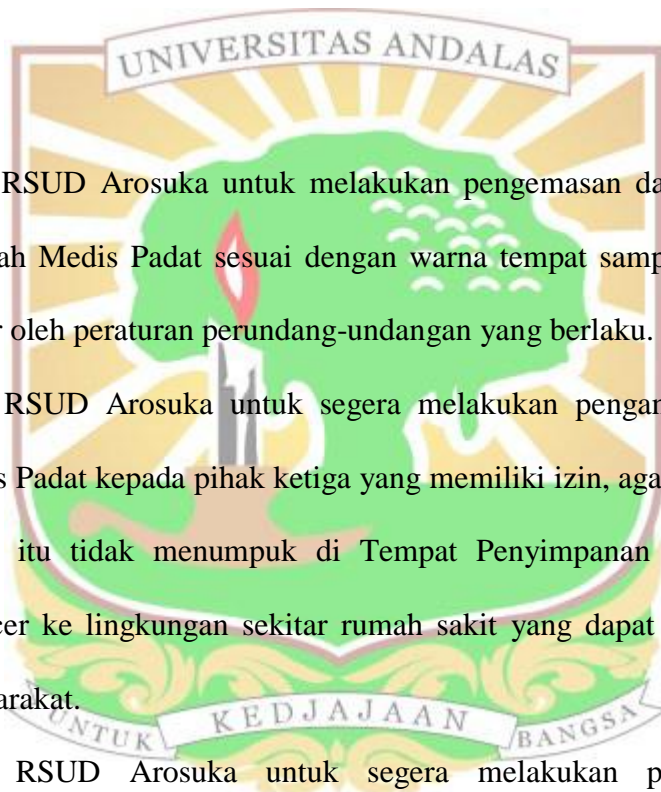 UNIVERSITAS ANDALAS
RSUD Arosuka untuk melakukan pengemasan da
ah Medis Padat sesuai dengan warna tempat samp
r oleh peraturan perundang-undangan yang berlaku.
RSUD Arosuka untuk segera melakukan pengan
s Padat kepada pihak ketiga yang memiliki izin, aga
itu tidak menumpuk di Tempat Penyimpanan
cer ke lingkungan sekitar rumah sakit yang dapat
arakat.
UNTUK KEDJAJAAN BANGSA
RSUD Arosuka untuk segera melakukan p